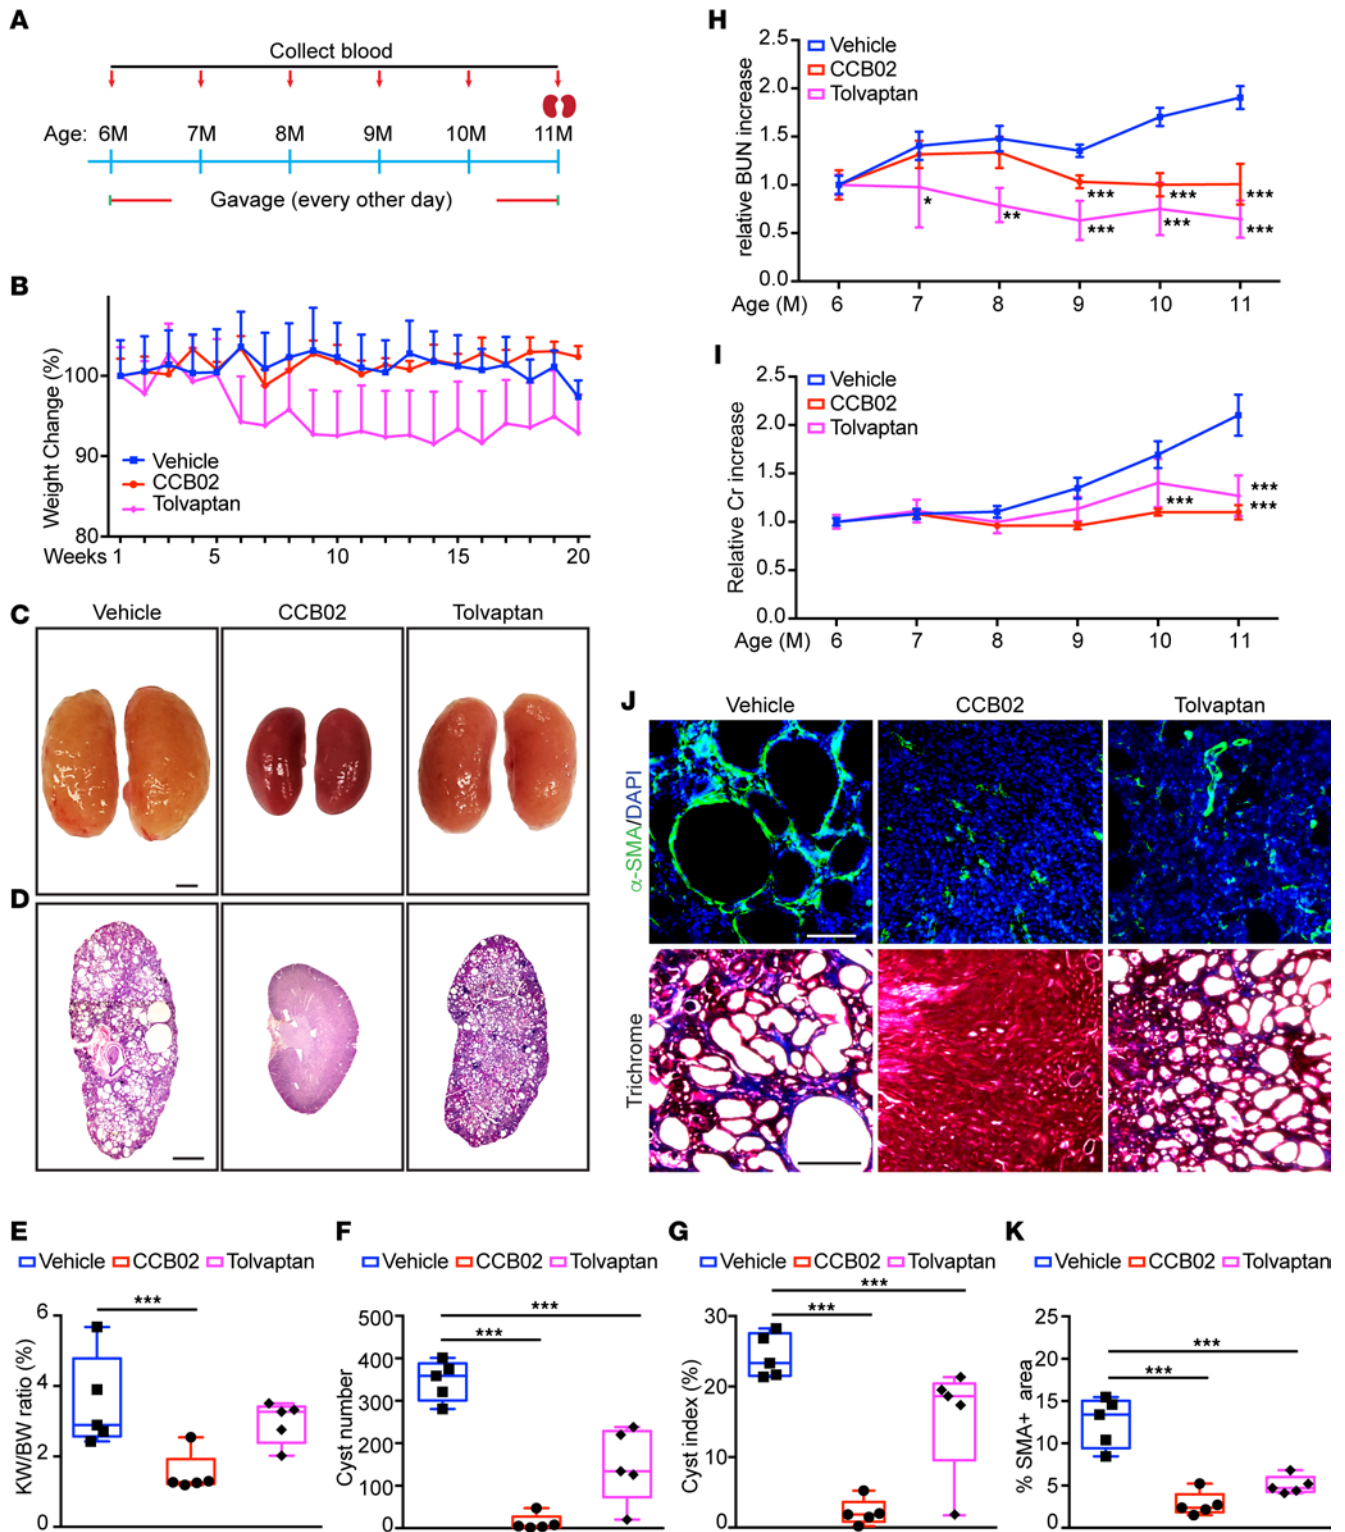 A
Collect blood
Age: 6M 7M 8M 9M 10M 11M
Gavage (every other day)
B
Weight Change (%)
100
90
80
Vehicle
CCB02
Tolvaptan
Weeks 1 5 10 15 20
C
Vehicle CCB02 Tolvaptan
D
E
Vehicle CCB02 Tolvaptan
KW/BW ratio (%)
6
4
2
0
***
F
Vehicle CCB02 Tolvaptan
Cyst number
500
400
300
200
100
0
***
***
G
Vehicle CCB02 Tolvaptan
Cyst index (%)
30
20
10
0
***
***
H
relative BUN increase
2.5
2.0
1.5
1.0
0.5
0.0
Vehicle
CCB02
Tolvaptan
*** *** ***
* ** *** *** ***
Age (M) 6 7 8 9 10 11
I
Relative Cr increase
2.5
2.0
1.5
1.0
0.5
0.0
Vehicle
CCB02
Tolvaptan
***
***
***
Age (M) 6 7 8 9 10 11
J
Vehicle CCB02 Tolvaptan
α-SMA/DAPI
Trichrome
K
Vehicle CCB02 Tolvaptan
% SMA+ area
25
20
15
10
5
0
***
***